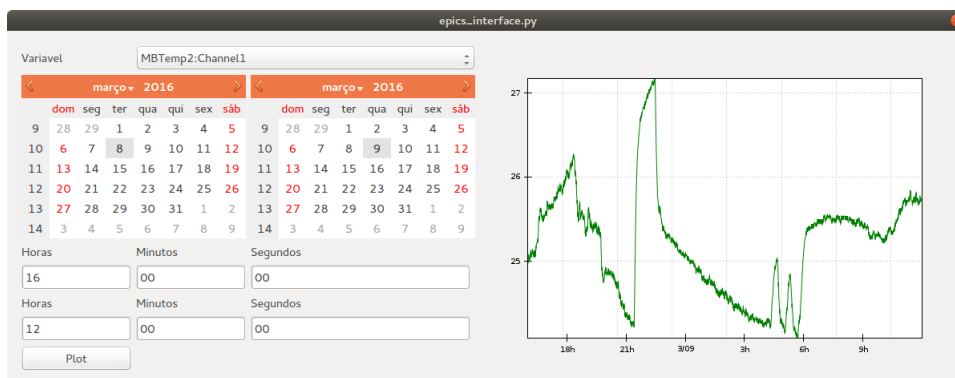 epics_interface.py
Variavel MBTemp2:Channel1
março 2016 março 2016
dom seg ter qua qui sex sáb dom seg ter qua qui sex sáb
9 28 29 1 2 3 4 5 9 28 29 1 2 3 4 5
10 6 7 8 9 10 11 12 10 6 7 8 9 10 11 12
11 13 14 15 16 17 18 19 11 13 14 15 16 17 18 19
12 20 21 22 23 24 25 26 12 20 21 22 23 24 25 26
13 27 28 29 30 31 1 2 13 27 28 29 30 31 1 2
14 3 4 5 6 7 8 9 14 3 4 5 6 7 8 9
Horas Minutos Segundos
16 00 00
Horas Minutos Segundos
12 00 00
Plot
27
26
25
18h 21h 3/09 3h 6h 9h